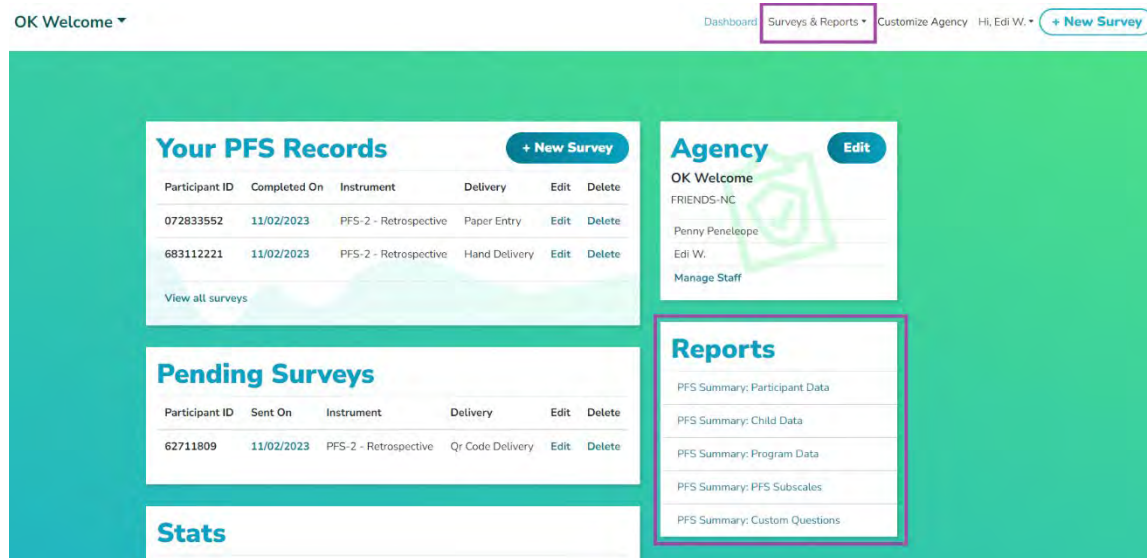 OK Welcome
Dashboard Surveys & Reports Customize Agency Hi, Edi W. + New Survey
Your PFS Records + New Survey
Participant ID Completed On Instrument Delivery Edit Delete
072833552 11/02/2023 PFS-2 - Retrospective Paper Entry Edit Delete
683112221 11/02/2023 PFS-2 - Retrospective Hand Delivery Edit Delete
View all surveys
Agency Edit
OK Welcome
FRIENDS-NC
Penny Peneleope
Edi W.
Manage Staff
Pending Surveys
Participant ID Sent On Instrument Delivery Edit Delete
62711809 11/02/2023 PFS-2 - Retrospective Qr Code Delivery Edit Delete
Reports
PFS Summary: Participant Data
PFS Summary: Child Data
PFS Summary: Program Data
PFS Summary: PFS Subscales
PFS Summary: Custom Questions
Stats